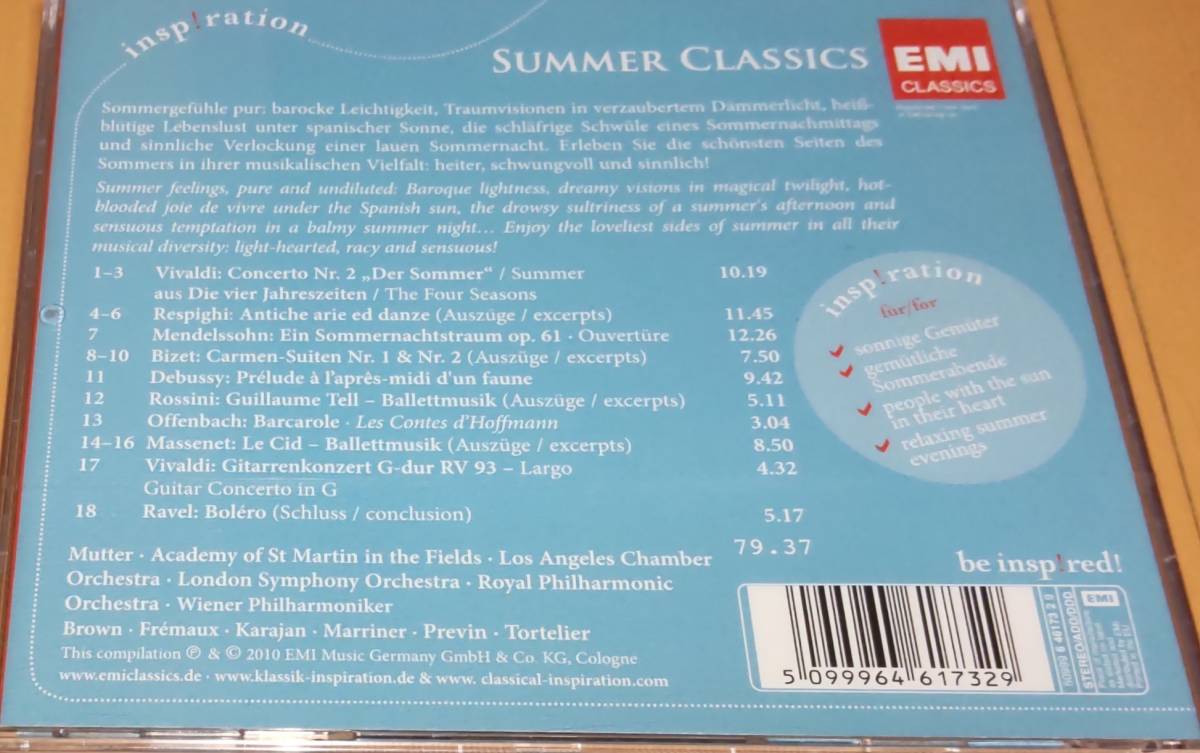 insp!ration
SUMMER CLASSICS
EMI
CLASSICS
Sommergefühle pur: barocke Leichtigkeit, Traumvisionen in verzaubertem Dämmerlicht, heiß-
blütige Lebenslust unter spanischer Sonne, die schläfrige Schwüle eines Sommernachmittags
und sinnliche Verlockung einer lauen Sommernacht. Erleben Sie die schönsten Seiten des
Sommers in ihrer musikalischen Vielfalt: heiter, schwungvoll und sinnlich!
Summer feelings, pure and undiluted: Baroque lightness, dreamy visions in magical twilight, hot-
blooded joie de vivre under the Spanish sun, the drowsy sultriness of a summer's afternoon and
sensuous temptation in a balmy summer night... Enjoy the loveliest sides of summer in all their
musical diversity: light-hearted, racy and sensuous!
1–3 Vivaldi: Concerto Nr. 2 „Der Sommer“ / Summer 10.19
aus Die vier Jahreszeiten / The Four Seasons
4–6 Respighi: Antiche arie ed danze (Auszüge / excerpts) 11.45
7 Mendelssohn: Ein Sommernachtstraum op. 61 · Ouvertüre 12.26
8–10 Bizet: Carmen-Suiten Nr. 1 & Nr. 2 (Auszüge / excerpts) 7.50
11 Debussy: Prélude à l'après-midi d'un faune 9.42
12 Rossini: Guillaume Tell – Ballettmusik (Auszüge / excerpts) 5.11
13 Offenbach: Barcarole · Les Contes d'Hoffmann 3.04
14–16 Massenet: Le Cid – Ballettmusik (Auszüge / excerpts) 8.50
17 Vivaldi: Gitarrenkonzert G-dur RV 93 – Largo 4.32
Guitar Concerto in G
18 Ravel: Boléro (Schluss / conclusion) 5.17
79.37
insp!ration
für/for
sonnige Gemüter
gemütliche
Sommerabende
people with the sun
in their heart
relaxing summer
evenings
Mutter · Academy of St Martin in the Fields · Los Angeles Chamber
Orchestra · London Symphony Orchestra · Royal Philharmonic
Orchestra · Wiener Philharmoniker
Brown · Frémaux · Karajan · Marriner · Previn · Tortelier
This compilation ℗ & © 2010 EMI Music Germany GmbH & Co. KG, Cologne
www.emiclassics.de · www.klassik-inspiration.de & www. classical-inspiration.com
be insp!red!
5 099964 617329
50999 6 46173 2 9
STEREO/ADD/DDD
EMI